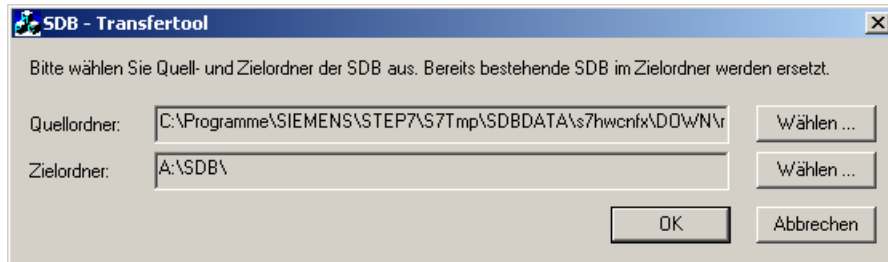 SDB - Transfertool
Bitte wählen Sie Quell- und Zielordner der SDB aus. Bereits bestehende SDB im Zielordner werden ersetzt.
Quellordner: C:\Programme\SIEMENS\STEP7\S7Tmp\SDBDATA\s7hwcnfx\DOWN\r Wählen ...
Zielordner: A:\SDB\ Wählen ...
OK Abbrechen